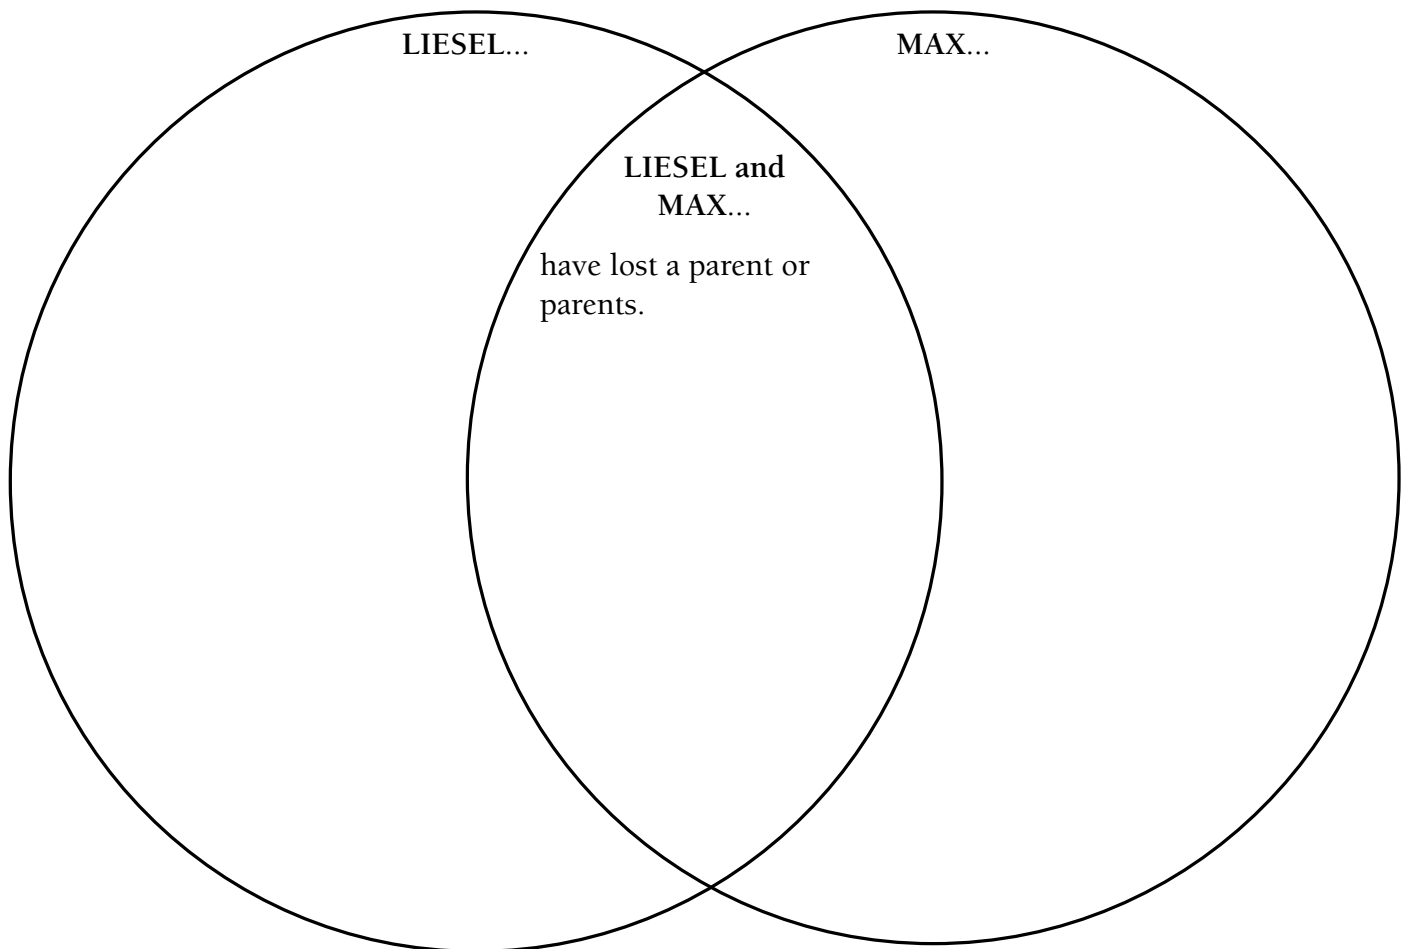 LIESEL...
MAX...
LIESEL and
MAX...
have lost a parent or
parents.